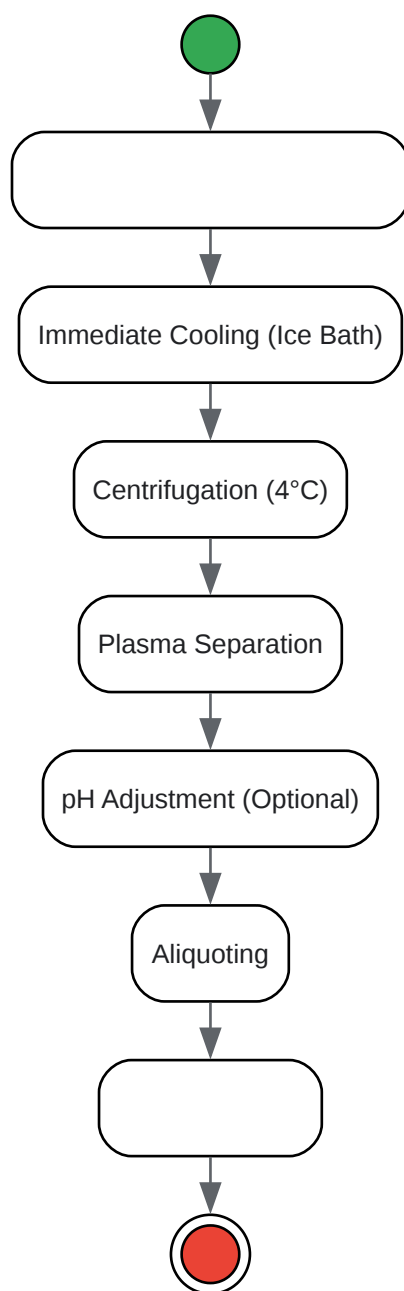 Immediate Cooling (Ice Bath)
Centrifugation (4°C)
Plasma Separation
pH Adjustment (Optional)
Aliquoting